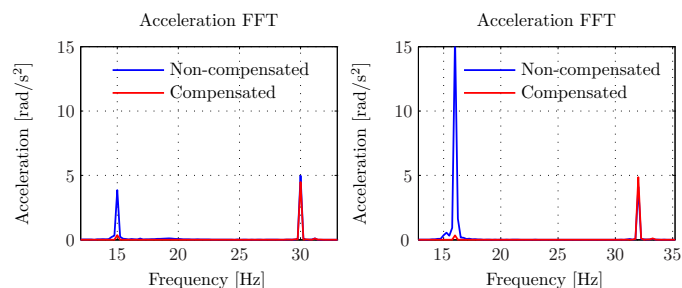 Acceleration FFT
15
10
5
0
15
20
25
30
Acceleration [rad/s²]
Frequency [Hz]
Non-compensated
Compensated
Acceleration FFT
15
10
5
0
15
20
25
30
35
Acceleration [rad/s²]
Frequency [Hz]
Non-compensated
Compensated